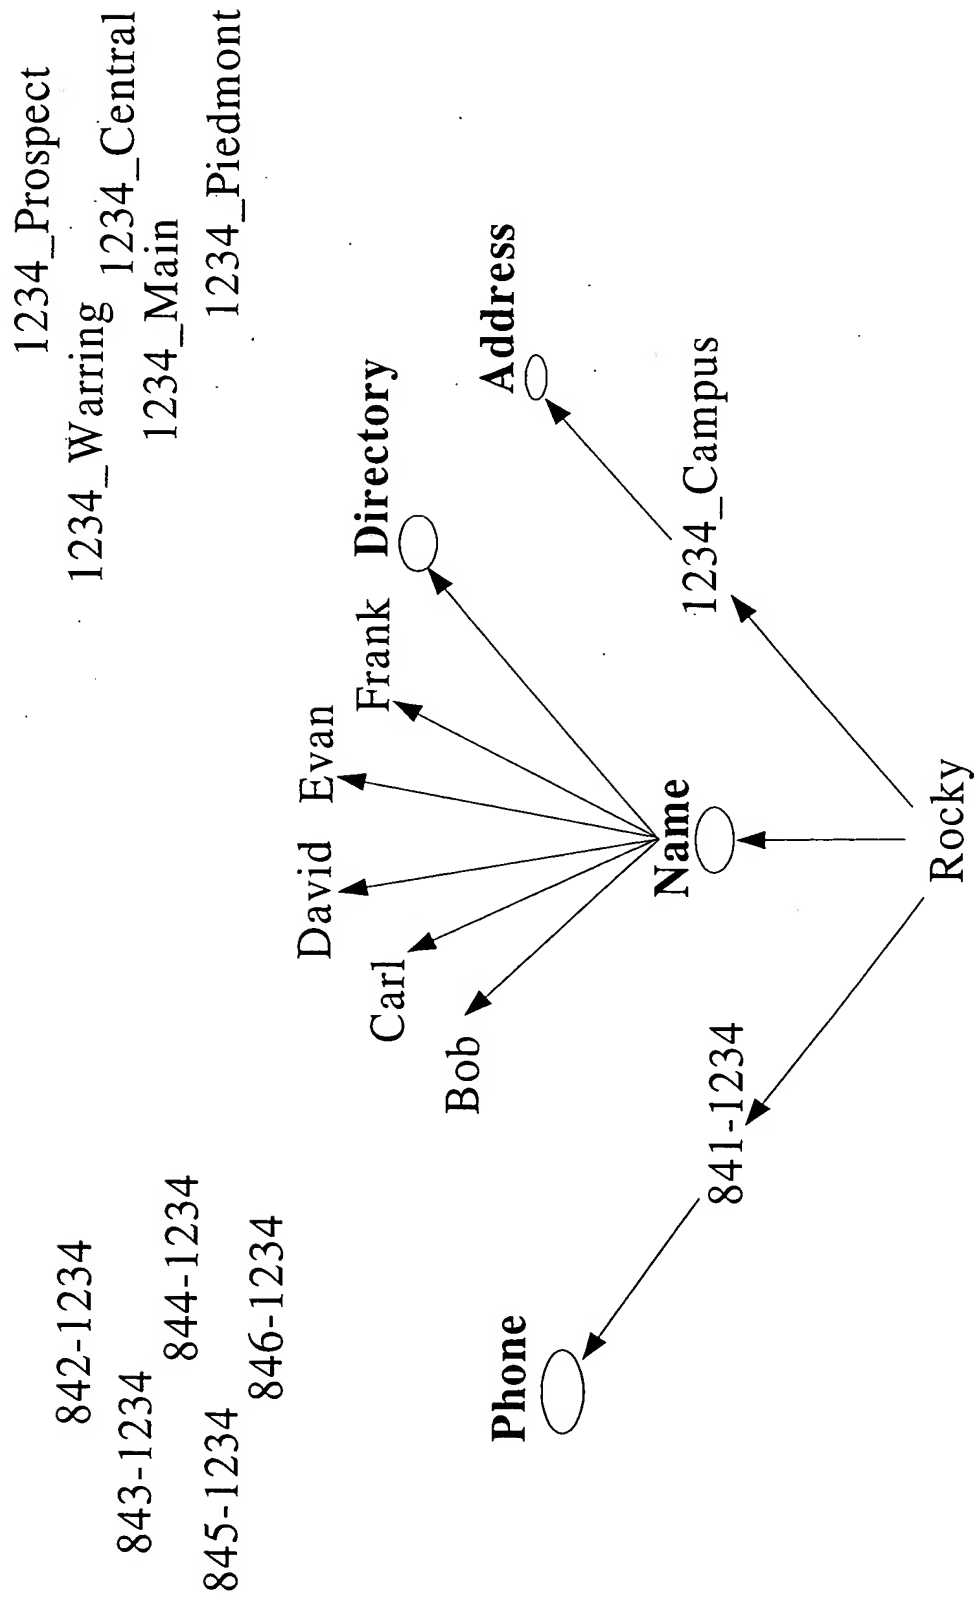 842-1234
843-1234
844-1234
845-1234
846-1234
1234_Prospect
1234_Warring
1234_Central
1234_Main
1234_Piedmont
David
Evan
Carl
Frank
Directory
Bob
Phone
Address
Name
841-1234
1234_Campus
Rocky